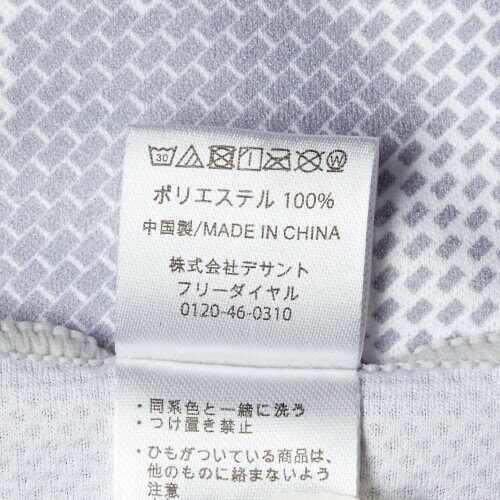 30
ポリエステル 100%
中国製/MADE IN CHINA
株式会社デサント
フリーダイヤル
0120-46-0310
・同系色と一緒に洗う
・つけ置き禁止
・ひもがついている商品は、
他のものに絡まないよう
注意